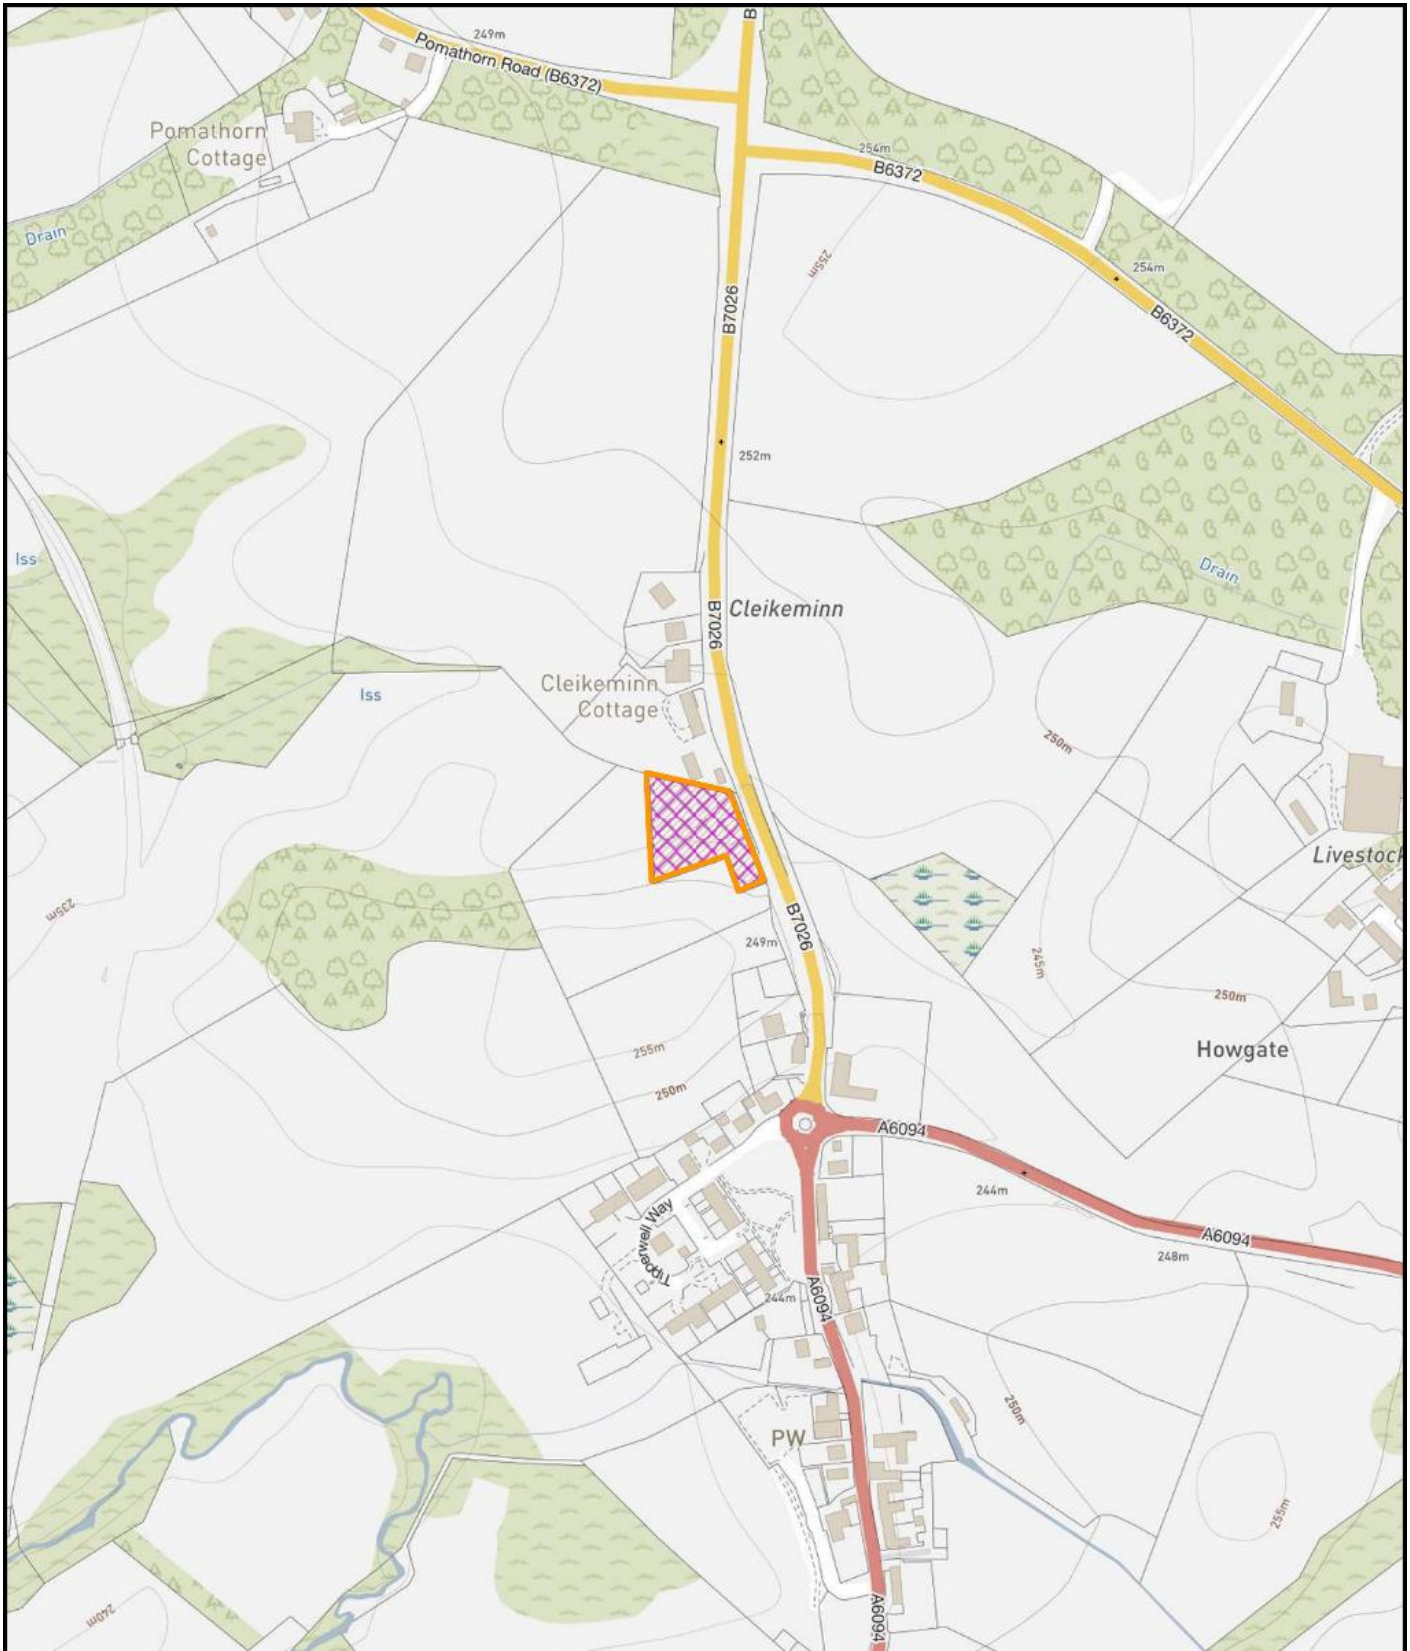 B
249m
Pomathorn Road (B6372)
Pomathorn
Cottage
254m
B6372
Drain
255m
254m
B7026
B6372
252m
Iss
Drain
B7026
Cleikeminn
Cleikeminn
Cottage
Iss
250m
Livestock
235m
B7026
249m
245m
250m
255m
Howgate
250m
A6094
244m
Tipperwell Way
A6094
248m
A6094
244m
250m
PW
255m
240m
A6094